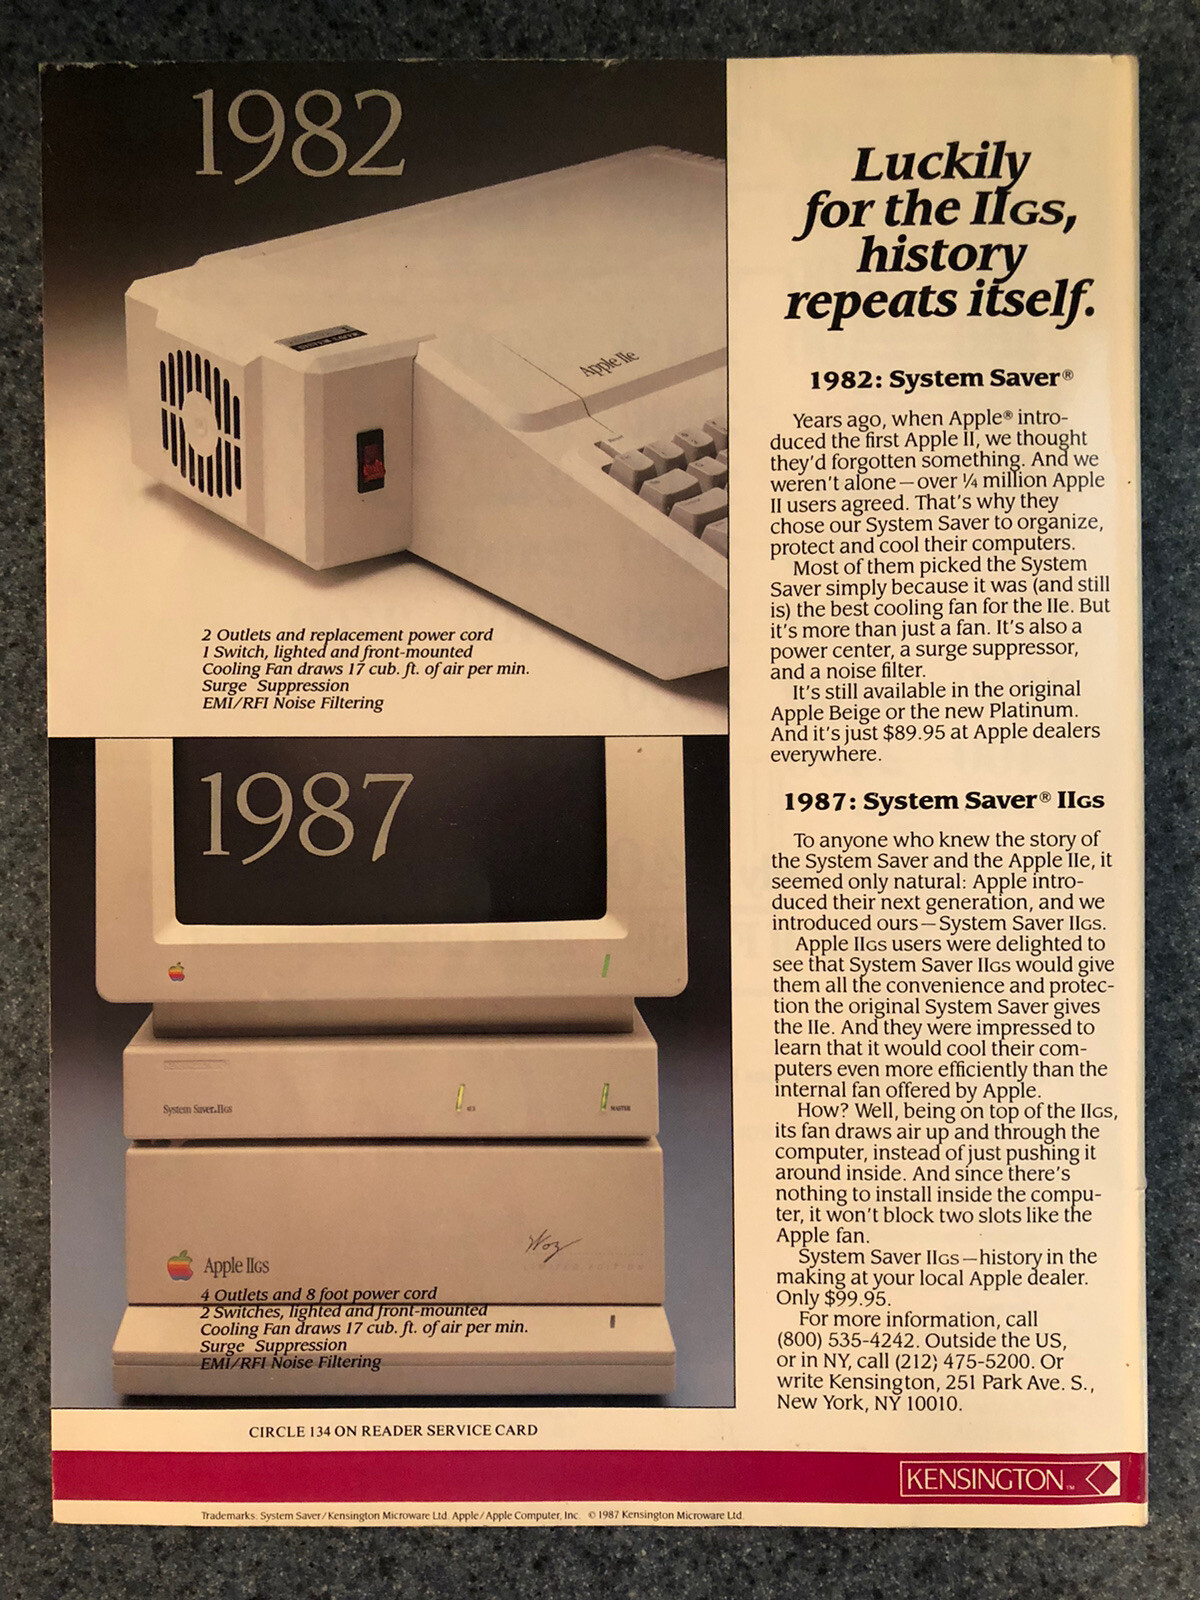 1982
Apple IIe
2 Outlets and replacement power cord
1 Switch, lighted and front-mounted
Cooling Fan draws 17 cub. ft. of air per min.
Surge Suppression
EMI/RFI Noise Filtering
1987
System Saver IIGS
MASTER
Apple IIGS
Woz
LIMITED EDITION
4 Outlets and 8 foot power cord
2 Switches, lighted and front-mounted
Cooling Fan draws 17 cub. ft. of air per min.
Surge Suppression
EMI/RFI Noise Filtering
CIRCLE 134 ON READER SERVICE CARD
Luckily
for the IIGS,
history
repeats itself.
1982: System Saver®
Years ago, when Apple® intro-
duced the first Apple II, we thought
they'd forgotten something. And we
weren't alone—over ¼ million Apple
II users agreed. That's why they
chose our System Saver to organize,
protect and cool their computers.
Most of them picked the System
Saver simply because it was (and still
is) the best cooling fan for the IIe. But
it's more than just a fan. It's also a
power center, a surge suppressor,
and a noise filter.
It's still available in the original
Apple Beige or the new Platinum.
And it's just $89.95 at Apple dealers
everywhere.
1987: System Saver® IIGS
To anyone who knew the story of
the System Saver and the Apple IIe, it
seemed only natural: Apple intro-
duced their next generation, and we
introduced ours—System Saver IIGS.
Apple IIGS users were delighted to
see that System Saver IIGS would give
them all the convenience and protec-
tion the original System Saver gives
the IIe. And they were impressed to
learn that it would cool their com-
puters even more efficiently than the
internal fan offered by Apple.
How? Well, being on top of the IIGS,
its fan draws air up and through the
computer, instead of just pushing it
around inside. And since there's
nothing to install inside the compu-
ter, it won't block two slots like the
Apple fan.
System Saver IIGS—history in the
making at your local Apple dealer.
Only $99.95.
For more information, call
(800) 535-4242. Outside the US,
or in NY, call (212) 475-5200. Or
write Kensington, 251 Park Ave. S.,
New York, NY 10010.
KENSINGTON™
Trademarks: System Saver/Kensington Microware Ltd. Apple/Apple Computer, Inc. © 1987 Kensington Microware Ltd.